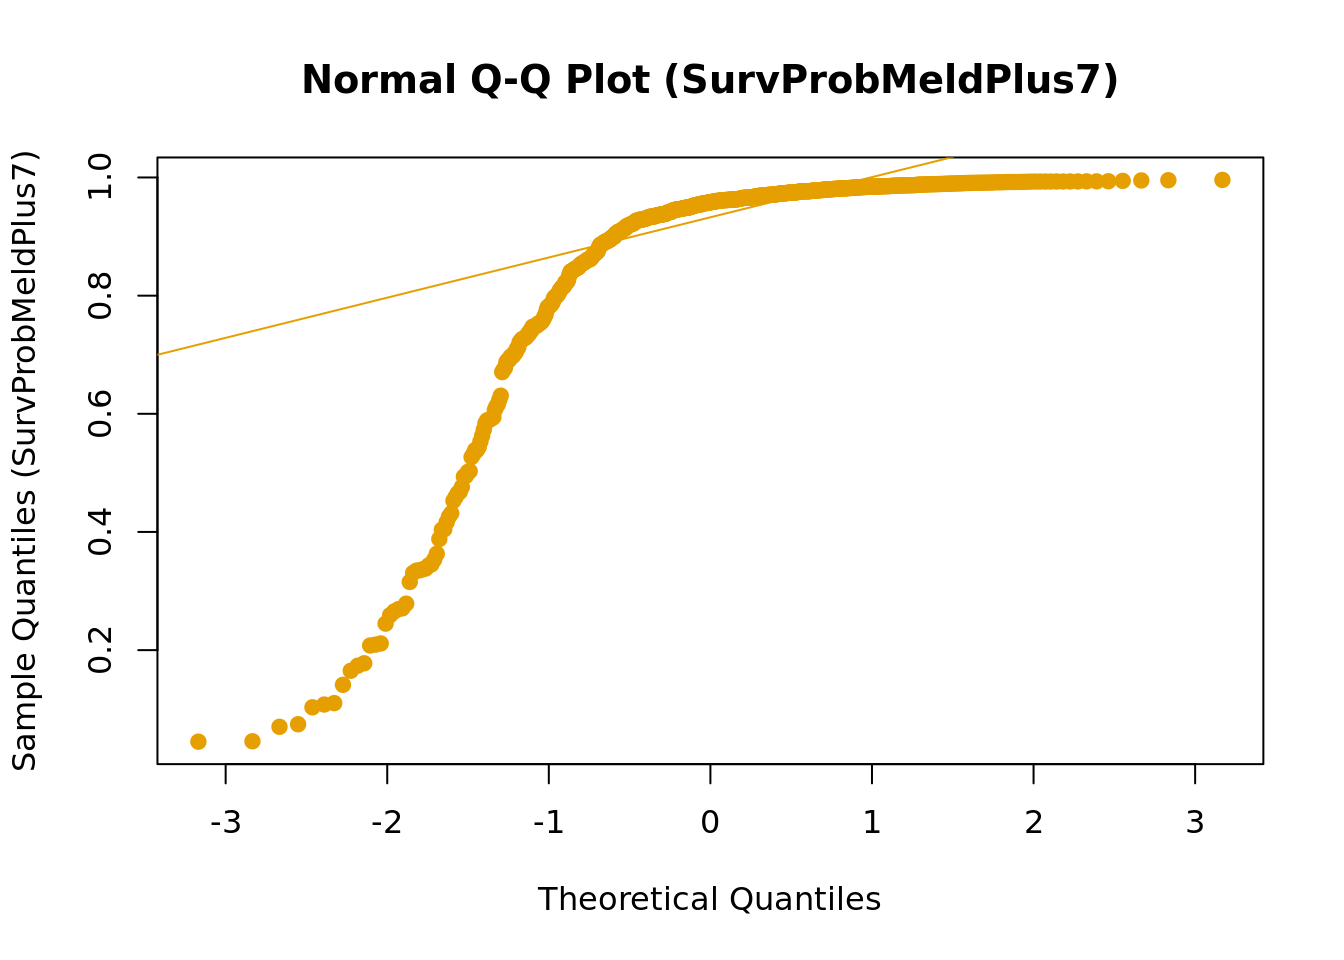 Normal Q-Q Plot (SurvProbMeldPlus7)
Sample Quantiles (SurvProbMeldPlus7)
1.0
0.8
0.6
0.4
0.2
-3 -2 -1 0 1 2 3
Theoretical Quantiles